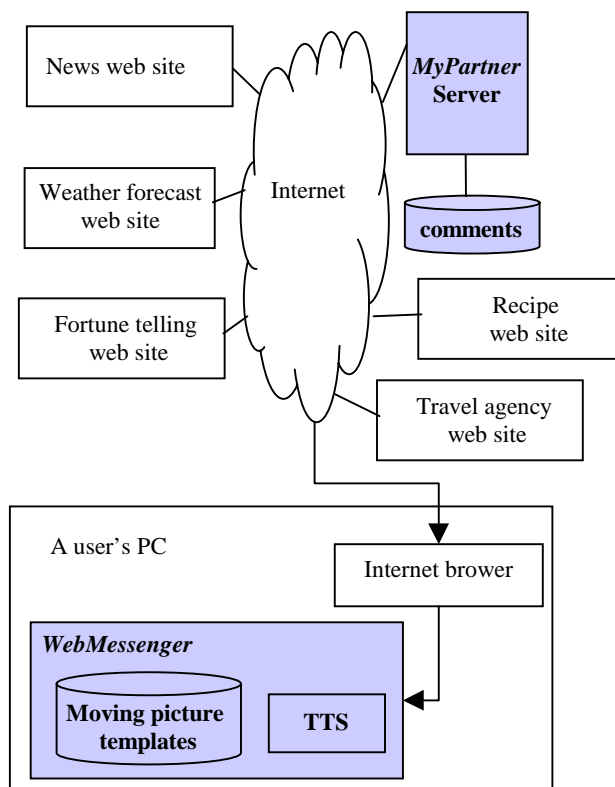 News web site
MyPartner
Server
Weather forecast
web site
Internet
comments
Fortune telling
web site
Recipe
web site
Travel agency
web site
A user's PC
Internet brower
WebMessenger
Moving picture
templates
TTS